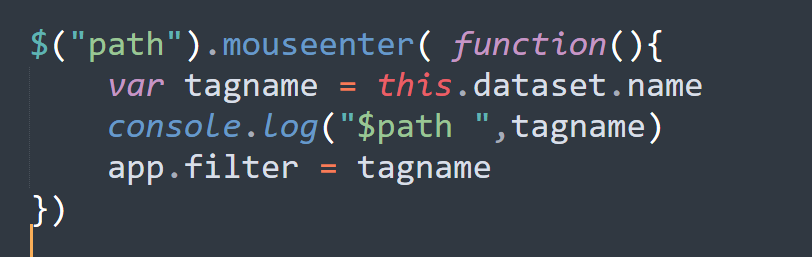 $("path").mouseenter( function(){
    var tagname = this.dataset.name
    console.log("$path ",tagname)
    app.filter = tagname
})